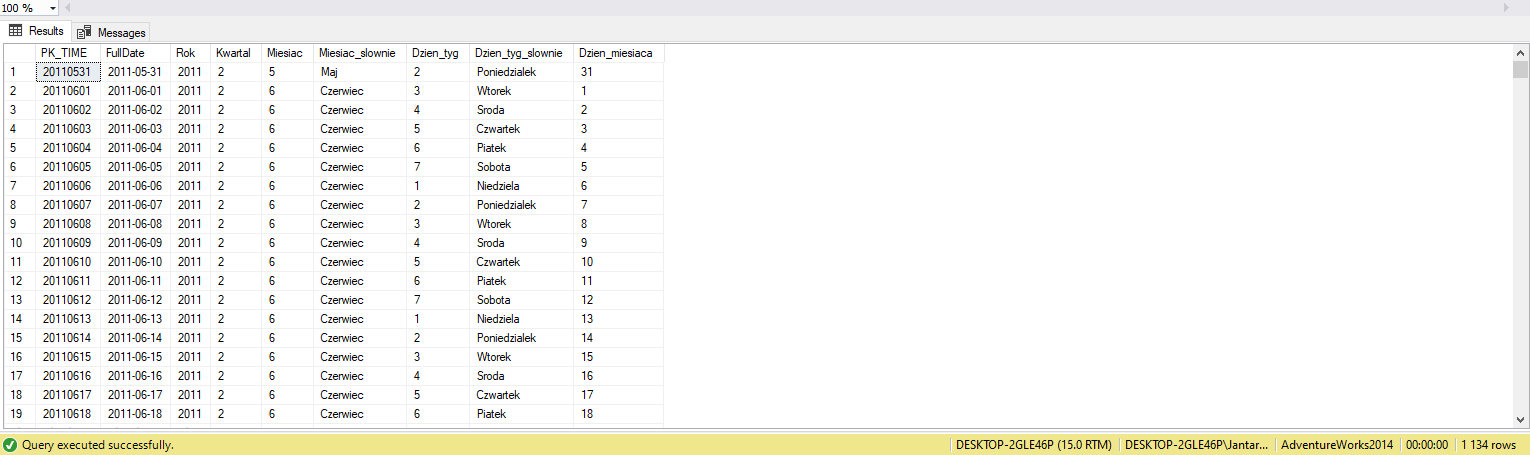 100 %
Results Messages
PK_TIME FullDate Rok Kwartal Miesiac Miesiac_slownie Dzien_tyg Dzien_tyg_slownie Dzien_miesiaca
1 20110531 2011-05-31 2011 2 5 Maj 2 Poniedzialek 31
2 20110601 2011-06-01 2011 2 6 Czerwiec 3 Wtorek 1
3 20110602 2011-06-02 2011 2 6 Czerwiec 4 Sroda 2
4 20110603 2011-06-03 2011 2 6 Czerwiec 5 Czwartek 3
5 20110604 2011-06-04 2011 2 6 Czerwiec 6 Piatek 4
6 20110605 2011-06-05 2011 2 6 Czerwiec 7 Sobota 5
7 20110606 2011-06-06 2011 2 6 Czerwiec 1 Niedziela 6
8 20110607 2011-06-07 2011 2 6 Czerwiec 2 Poniedzialek 7
9 20110608 2011-06-08 2011 2 6 Czerwiec 3 Wtorek 8
10 20110609 2011-06-09 2011 2 6 Czerwiec 4 Sroda 9
11 20110610 2011-06-10 2011 2 6 Czerwiec 5 Czwartek 10
12 20110611 2011-06-11 2011 2 6 Czerwiec 6 Piatek 11
13 20110612 2011-06-12 2011 2 6 Czerwiec 7 Sobota 12
14 20110613 2011-06-13 2011 2 6 Czerwiec 1 Niedziela 13
15 20110614 2011-06-14 2011 2 6 Czerwiec 2 Poniedzialek 14
16 20110615 2011-06-15 2011 2 6 Czerwiec 3 Wtorek 15
17 20110616 2011-06-16 2011 2 6 Czerwiec 4 Sroda 16
18 20110617 2011-06-17 2011 2 6 Czerwiec 5 Czwartek 17
19 20110618 2011-06-18 2011 2 6 Czerwiec 6 Piatek 18
Query executed successfully. DESKTOP-2GLE46P (15.0 RTM) DESKTOP-2GLE46P\Jantar... AdventureWorks2014 00:00:00 1 134 rows